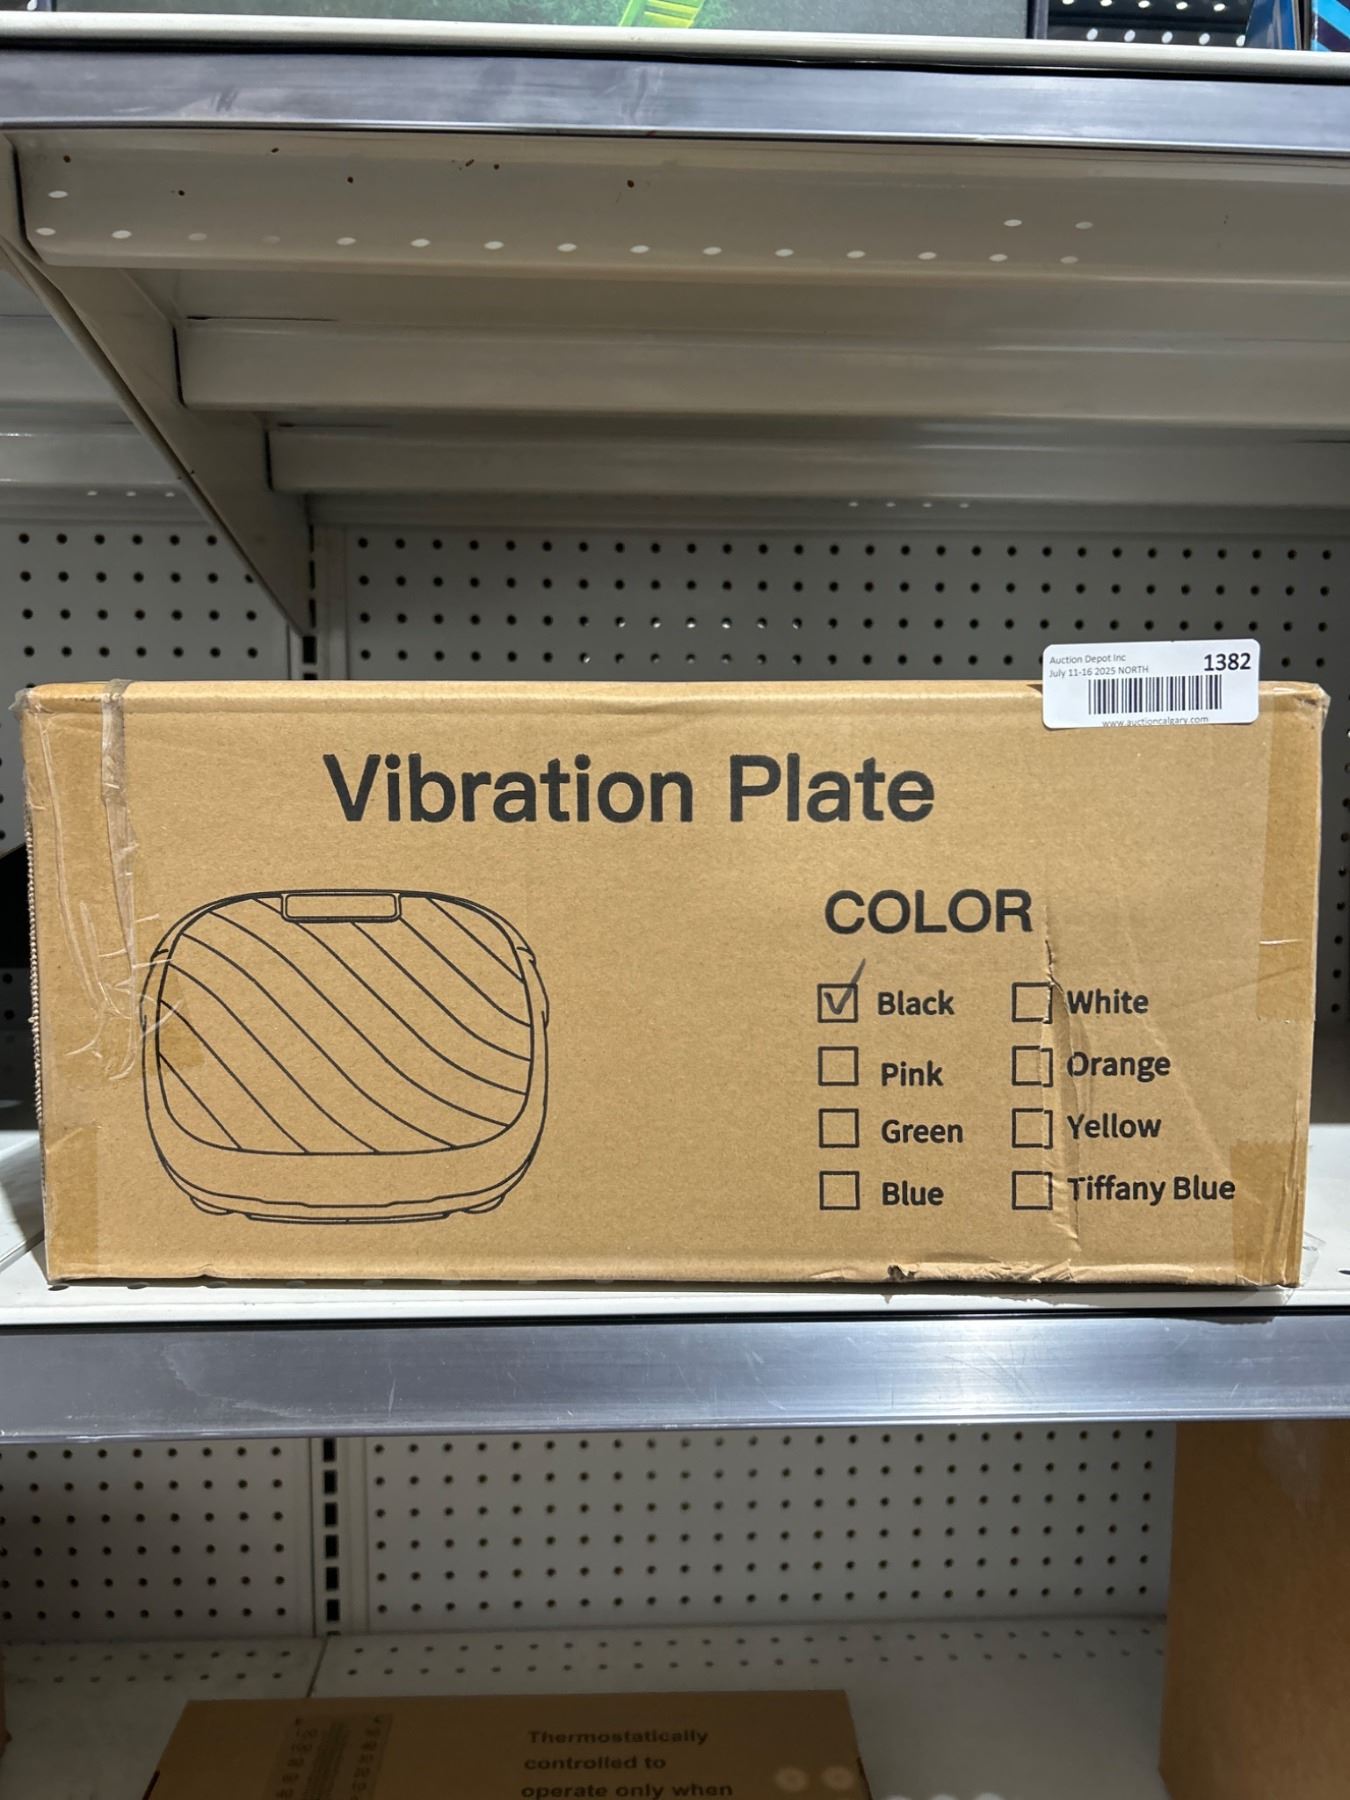 Auction Depot Inc
1382
July 11-16 2025 NORTH
www.auctioncalgary.com
Vibration Plate
COLOR
Black
White
Pink
Orange
Green
Yellow
Blue
Tiffany Blue
Thermostatically
controlled to
operate only when